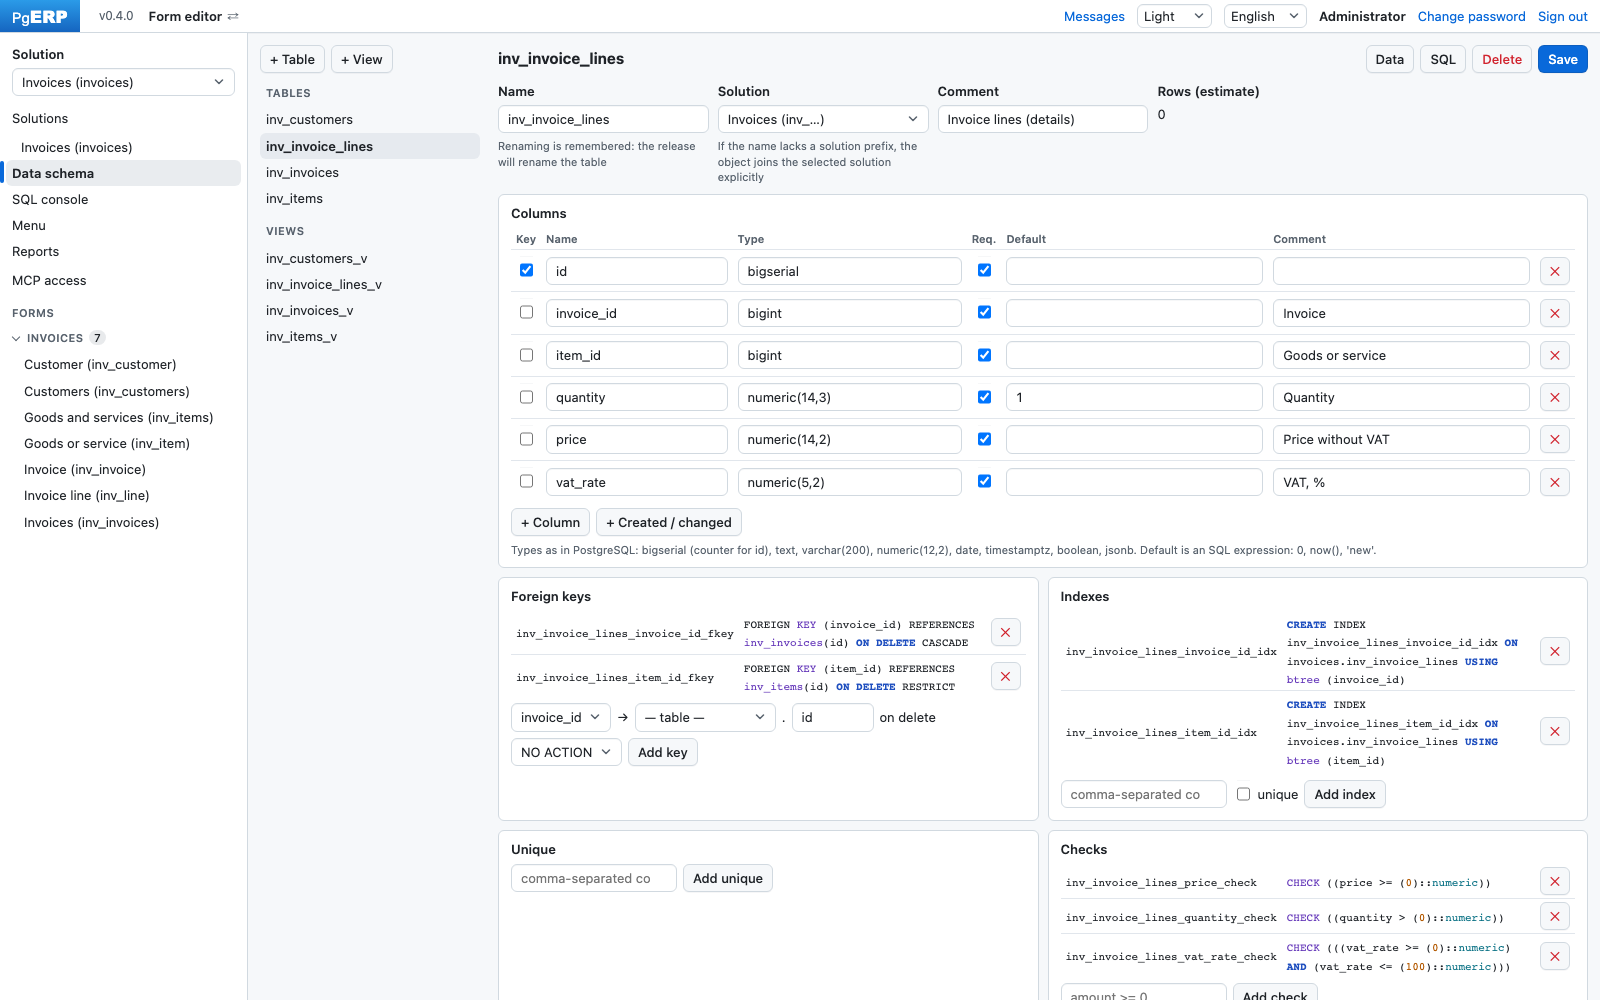 PgERP
v0.4.0
Form editor ⇄
Messages
Light
English
Administrator
Change password
Sign out
Solution
Invoices (invoices)
Solutions
Invoices (invoices)
Data schema
SQL console
Menu
Reports
MCP access
FORMS
INVOICES 7
Customer (inv_customer)
Customers (inv_customers)
Goods and services (inv_items)
Goods or service (inv_item)
Invoice (inv_invoice)
Invoice line (inv_line)
Invoices (inv_invoices)
+ Table
+ View
TABLES
inv_customers
inv_invoice_lines
inv_invoices
inv_items
VIEWS
inv_customers_v
inv_invoice_lines_v
inv_invoices_v
inv_items_v
inv_invoice_lines
Data
SQL
Delete
Save
Name
Solution
Comment
Rows (estimate)
inv_invoice_lines
Invoices (inv_...)
Invoice lines (details)
0
Renaming is remembered: the release
will rename the table
If the name lacks a solution prefix, the
object joins the selected solution
explicitly
Columns
Key Name Type Req. Default Comment
id bigserial
invoice_id bigint Invoice
item_id bigint Goods or service
quantity numeric(14,3) 1 Quantity
price numeric(14,2) Price without VAT
vat_rate numeric(5,2) VAT, %
+ Column
+ Created / changed
Types as in PostgreSQL: bigserial (counter for id), text, varchar(200), numeric(12,2), date, timestamptz, boolean, jsonb. Default is an SQL expression: 0, now(), 'new'.
Foreign keys
inv_invoice_lines_invoice_id_fkey
FOREIGN KEY (invoice_id) REFERENCES
inv_invoices(id) ON DELETE CASCADE
inv_invoice_lines_item_id_fkey
FOREIGN KEY (item_id) REFERENCES
inv_items(id) ON DELETE RESTRICT
invoice_id → — table — . id on delete
NO ACTION
Add key
Indexes
inv_invoice_lines_invoice_id_idx
CREATE INDEX
inv_invoice_lines_invoice_id_idx ON
invoices.inv_invoice_lines USING
btree (invoice_id)
inv_invoice_lines_item_id_idx
CREATE INDEX
inv_invoice_lines_item_id_idx ON
invoices.inv_invoice_lines USING
btree (item_id)
comma-separated co
unique
Add index
Unique
comma-separated co
Add unique
Checks
inv_invoice_lines_price_check CHECK ((price >= (0)::numeric))
inv_invoice_lines_quantity_check CHECK ((quantity > (0)::numeric))
inv_invoice_lines_vat_rate_check
CHECK (((vat_rate >= (0)::numeric)
AND (vat_rate <= (100)::numeric)))
amount >= 0
Add check